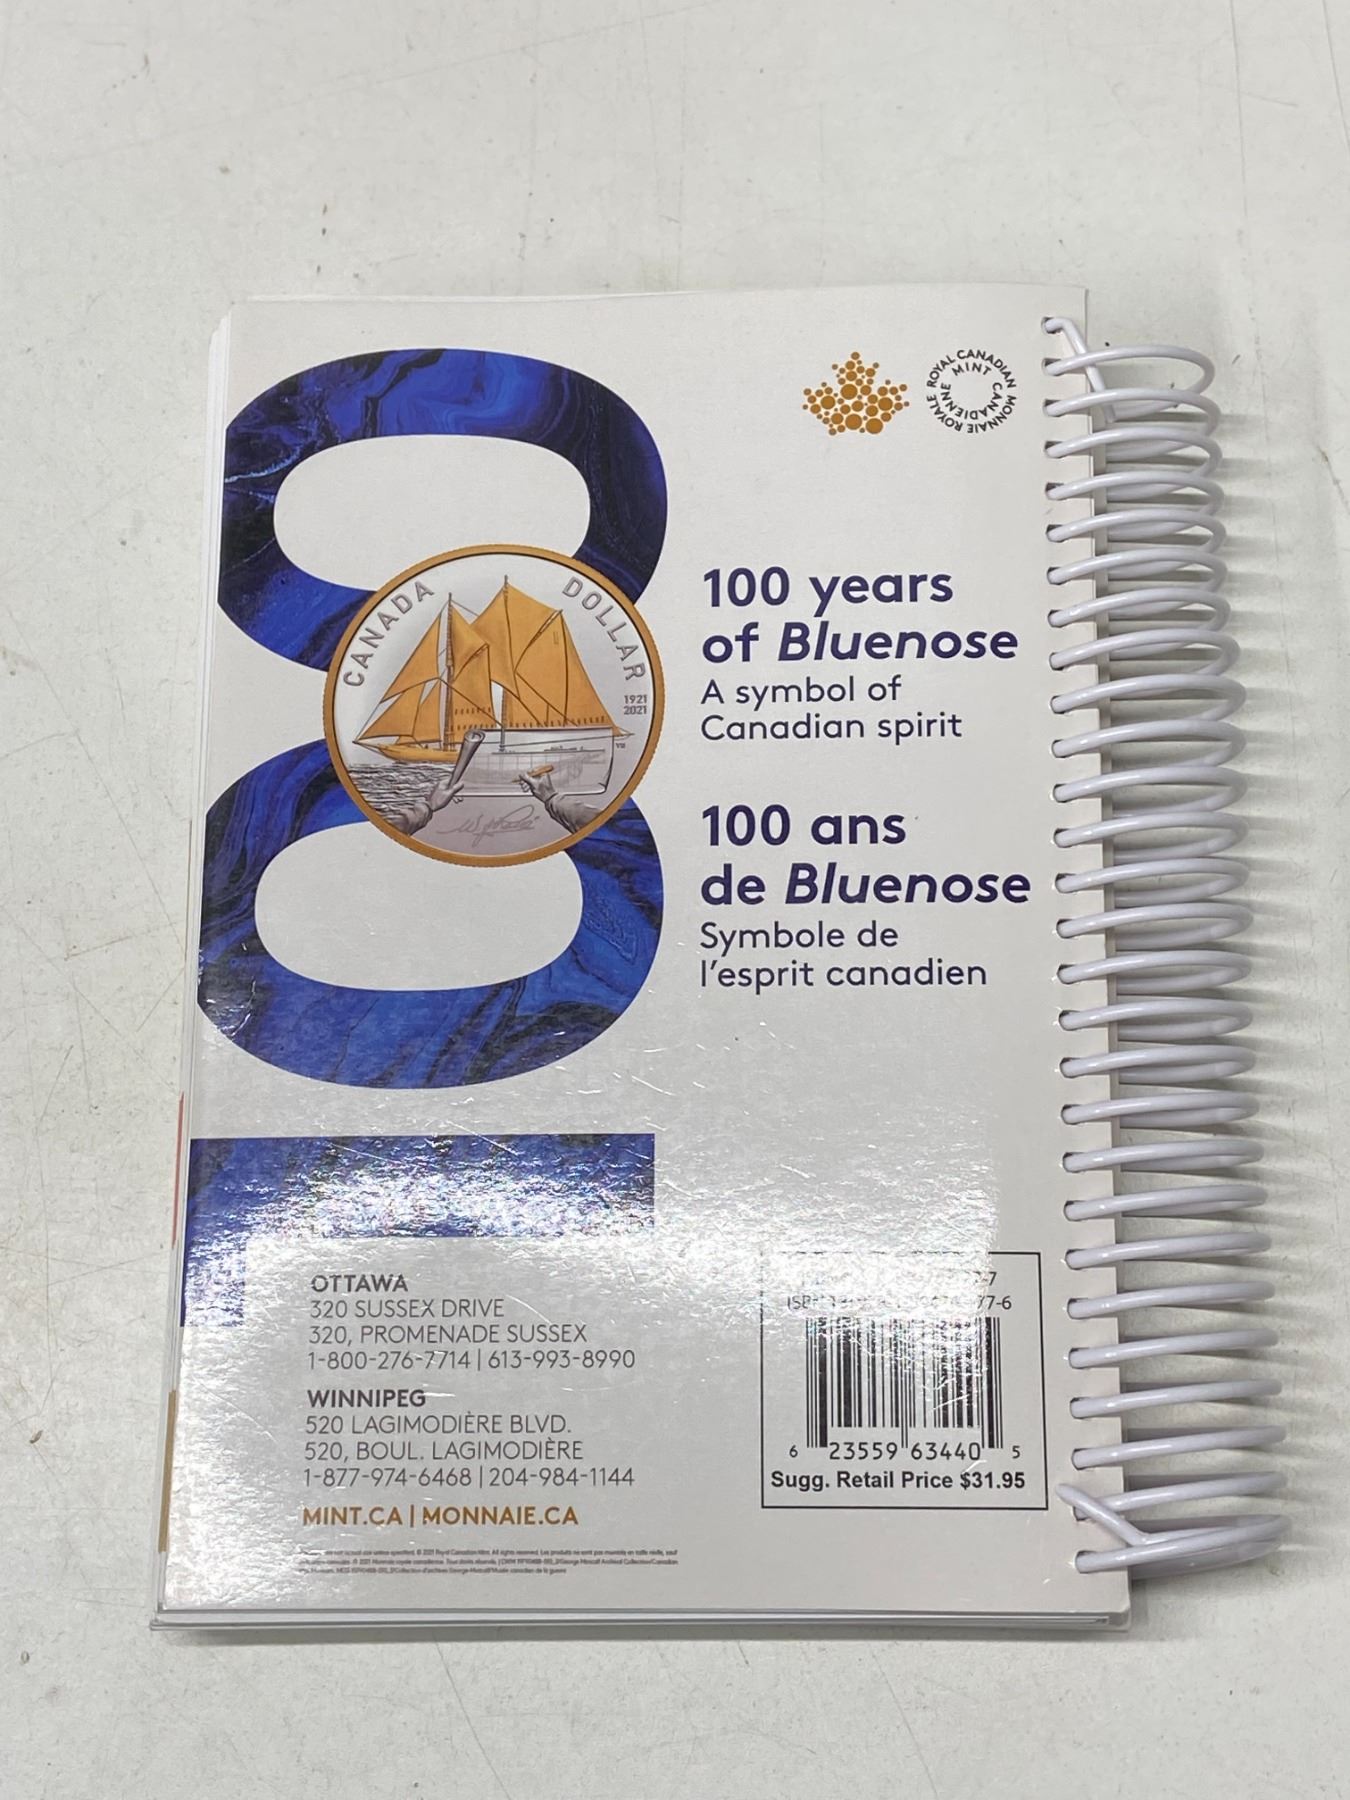 ROYAL CANADIAN MINT
MONNAIE ROYALE CANADIENNE
CANADA DOLLAR
1921
2021
100 years
of Bluenose
A symbol of
Canadian spirit
100 ans
de Bluenose
Symbole de
l'esprit canadien
OTTAWA
320 SUSSEX DRIVE
320, PROMENADE SUSSEX
1-800-276-7714 | 613-993-8990
WINNIPEG
520 LAGIMODIÈRE BLVD.
520, BOUL. LAGIMODIÈRE
1-877-974-6468 | 204-984-1144
MINT.CA | MONNAIE.CA
6 23559 63440 5
Sugg. Retail Price $31.95